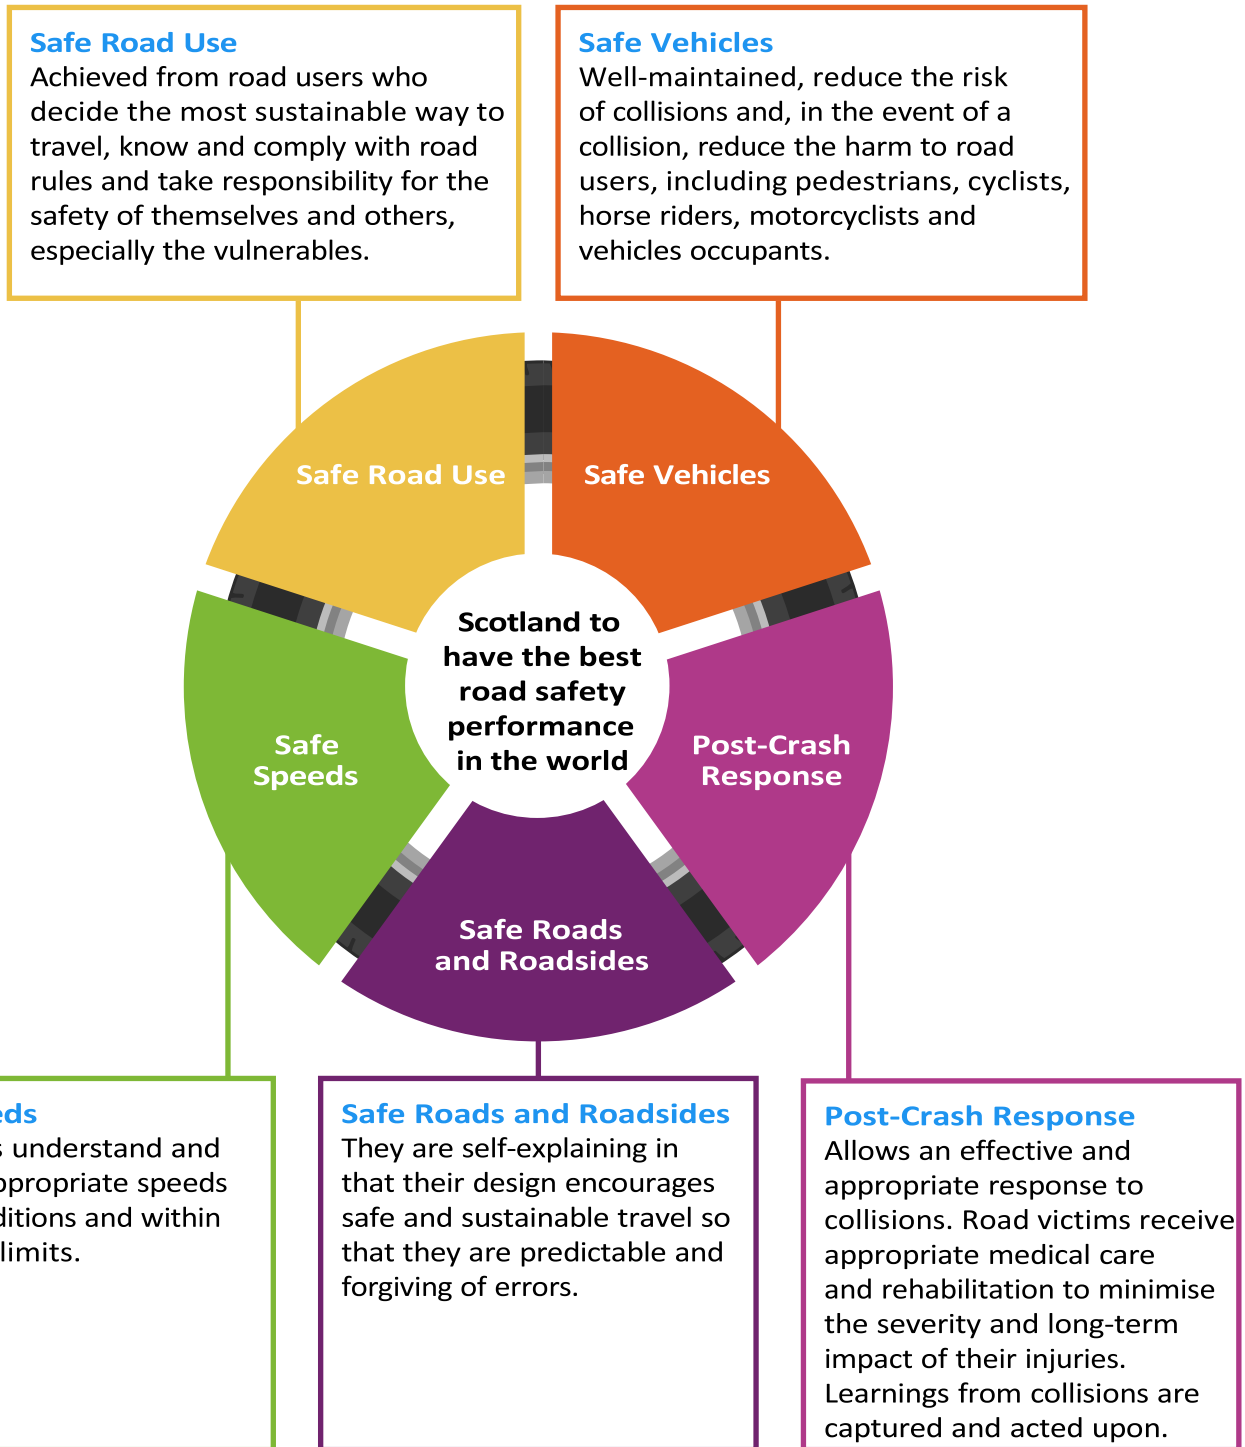 Safe Road Use
Achieved from road users who
decide the most sustainable way to
travel, know and comply with road
rules and take responsibility for the
safety of themselves and others,
especially the vulnerables.
Safe Vehicles
Well-maintained, reduce the risk
of collisions and, in the event of a
collision, reduce the harm to road
users, including pedestrians, cyclists,
horse riders, motorcyclists and
vehicles occupants.
Safe Road Use
Safe Vehicles
Scotland to
have the best
road safety
performance
in the world
Safe
Speeds
Post-Crash
Response
Safe Roads
and Roadsides
understand and
speeds
and within
limits.
Safe Roads and Roadsides
They are self-explaining in
that their design encourages
safe and sustainable travel so
that they are predictable and
forgiving of errors.
Post-Crash Response
Allows an effective and
appropriate response to
collisions. Road victims receive
appropriate medical care
and rehabilitation to minimise
the severity and long-term
impact of their injuries.
Learnings from collisions are
captured and acted upon.